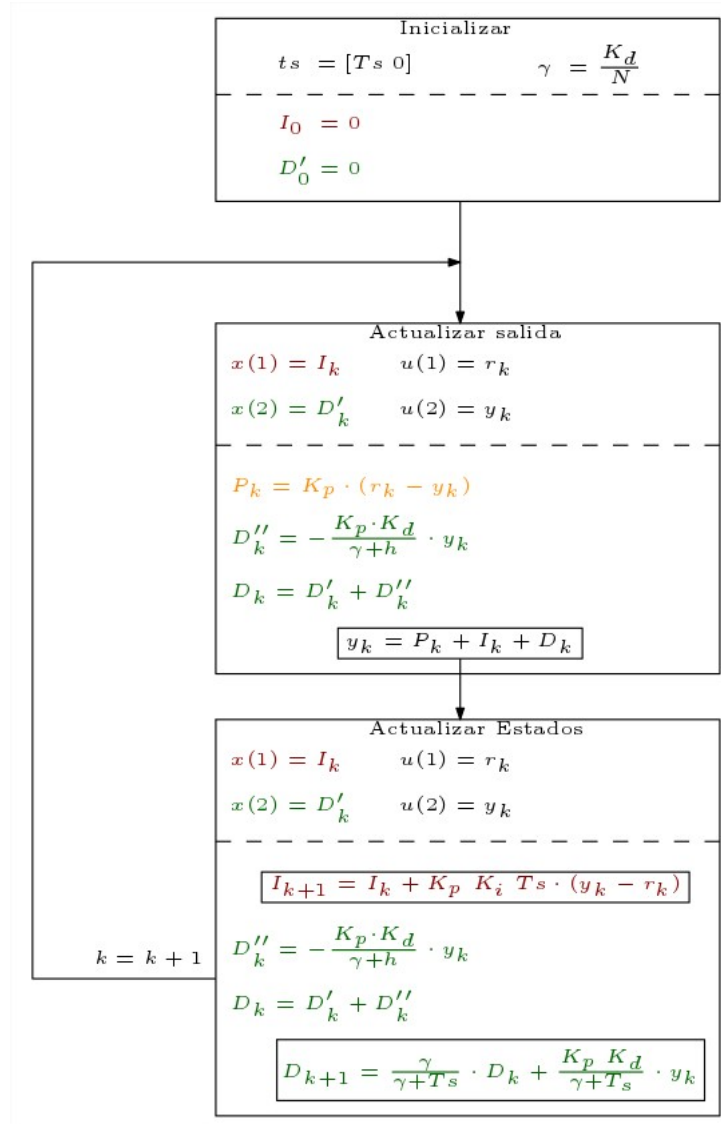 Inicializar
ts = [Ts 0] γ = K_d/N
I_0 = 0
D'_0 = 0
Actualizar salida
x(1) = I_k u(1) = r_k
x(2) = D'_k u(2) = y_k
P_k = K_p · (r_k − y_k)
D''_k = − K_p·K_d/γ+h · y_k
D_k = D'_k + D''_k
y_k = P_k + I_k + D_k
Actualizar Estados
x(1) = I_k u(1) = r_k
x(2) = D'_k u(2) = y_k
I_{k+1} = I_k + K_p K_i Ts · (y_k − r_k)
k = k + 1
D''_k = − K_p·K_d/γ+h · y_k
D_k = D'_k + D''_k
D_{k+1} = γ/γ+Ts · D_k + K_p K_d/γ+T_s · y_k